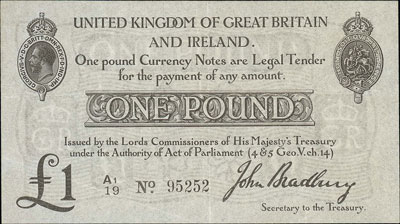 UNITED KINGDOM OF GREAT BRITAIN
AND IRELAND.
One pound Currency Notes are Legal Tender
for the payment of any amount.
ONE POUND
Issued by the Lords Commissioners of His Majesty's Treasury
under the Authority of Act of Parliament (4 & 5 Geo.V. ch.14)
£1
A1/19 No. 95252
John Bradbury
Secretary to the Treasury.